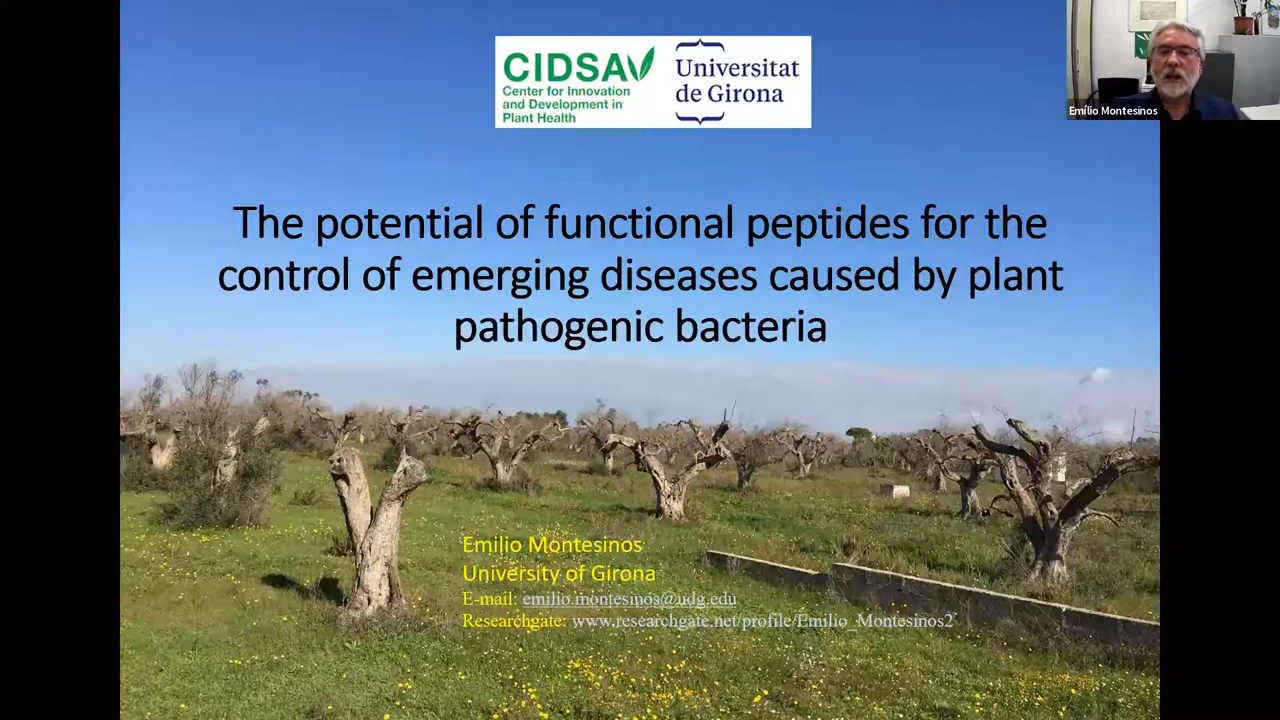 CIDSAV
Center for Innovation
and Development in
Plant Health
Universitat
de Girona
Emílio Montesinos
The potential of functional peptides for the
control of emerging diseases caused by plant
pathogenic bacteria
Emilio Montesinos
University of Girona
E-mail: emilio.montesinos@udg.edu
Researchgate: www.researchgate.net/profile/Emilio_Montesinos2